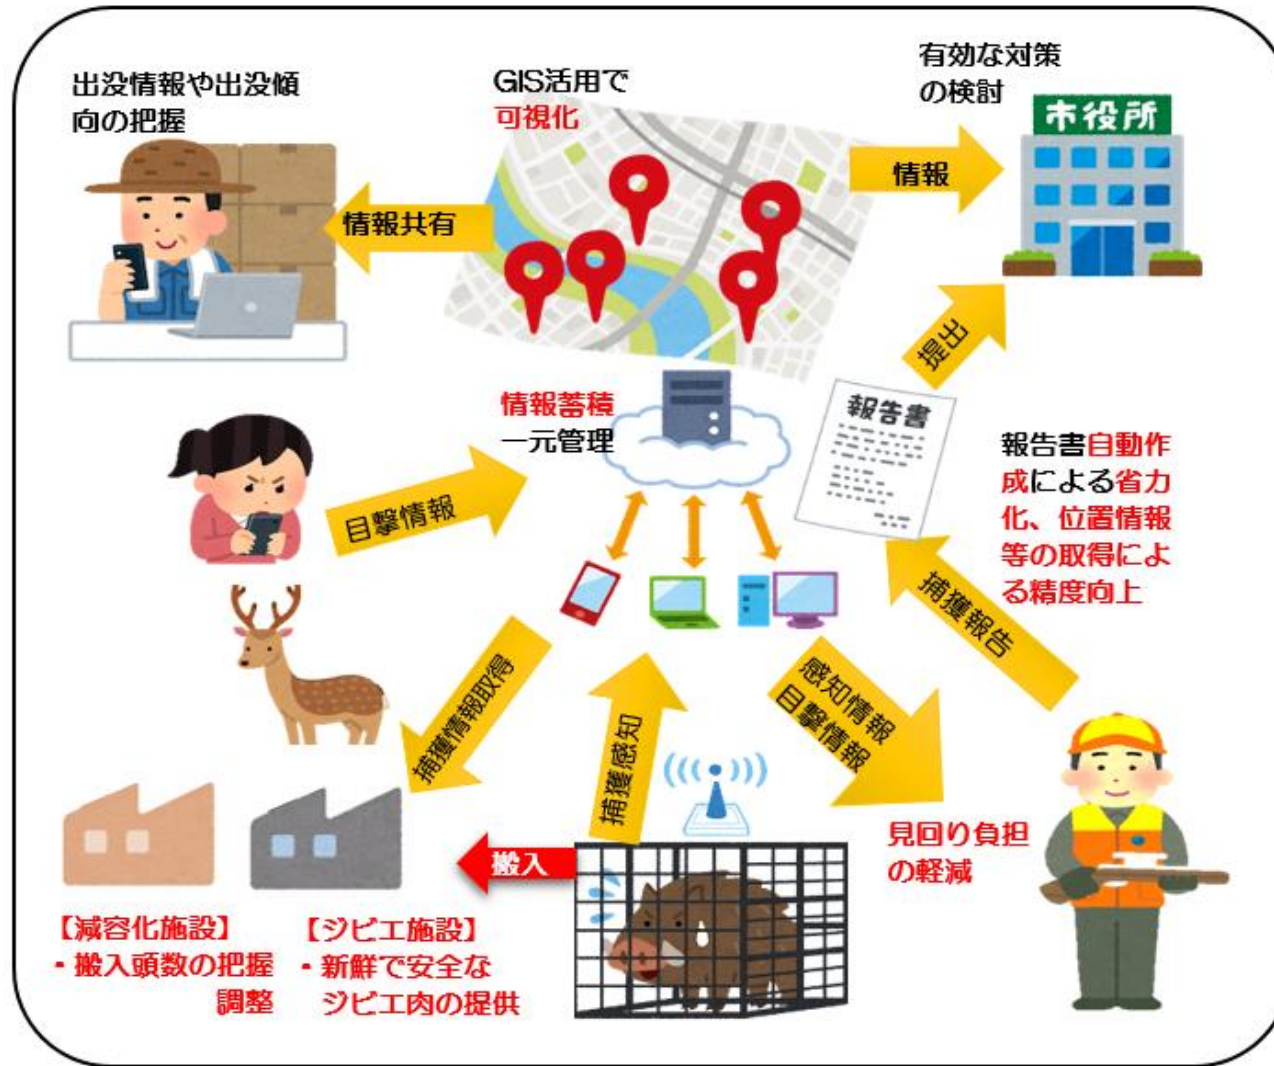 出没情報や出没傾
向の把握
GIS活用で
可視化
有効な対策
の検討
市役所
情報共有
情報
提出
報告書
情報蓄積
一元管理
目撃情報
報告書自動作
成による省力
化、位置情報
等の取得によ
る精度向上
捕獲報告
捕獲情報取得
捕獲感知
感知情報
目撃情報
見回り負担
の軽減
搬入
【減容化施設】
・搬入頭数の把握
調整
【ジビエ施設】
・新鮮で安全な
ジビエ肉の提供